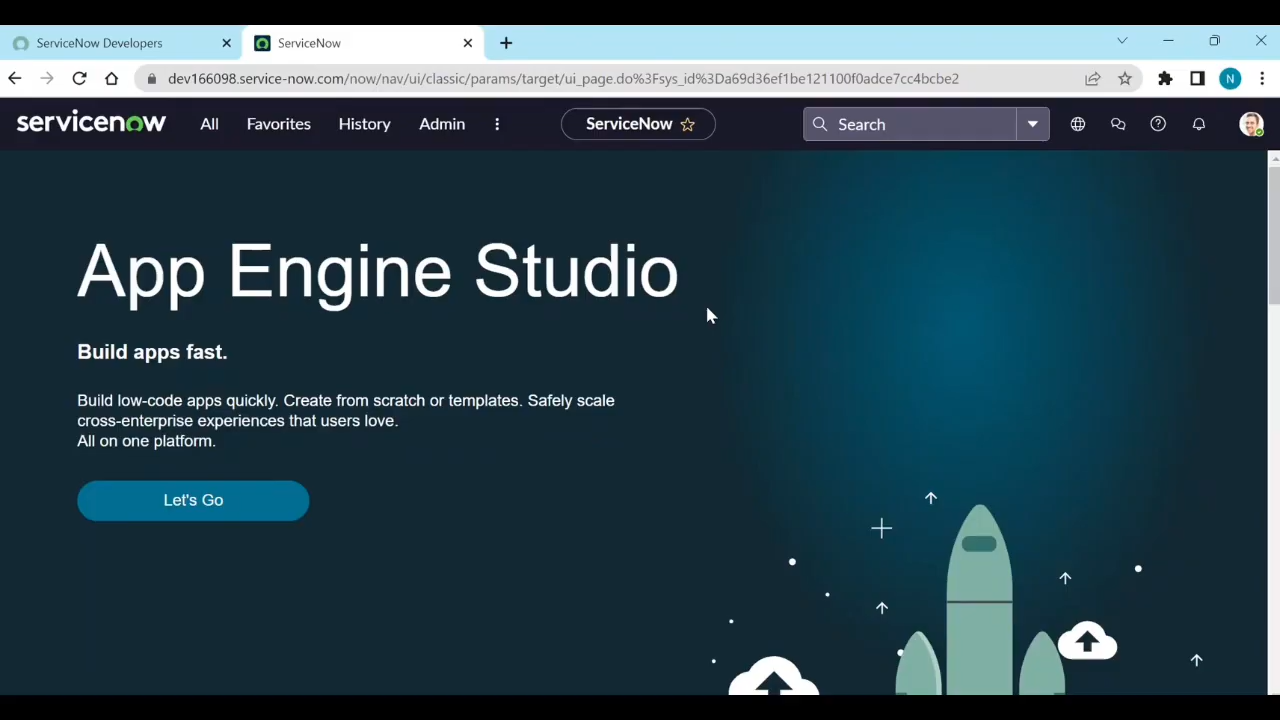 ServiceNow Developers
ServiceNow
dev166098.service-now.com/now/nav/ui/classic/params/target/ui_page.do%3Fsys_id%3Da69d36ef1be121100f0adce7cc4bcbe2
N
servicenow
All
Favorites
History
Admin
ServiceNow
Search
App Engine Studio
Build apps fast.
Build low-code apps quickly. Create from scratch or templates. Safely scale
cross-enterprise experiences that users love.
All on one platform.
Let's Go